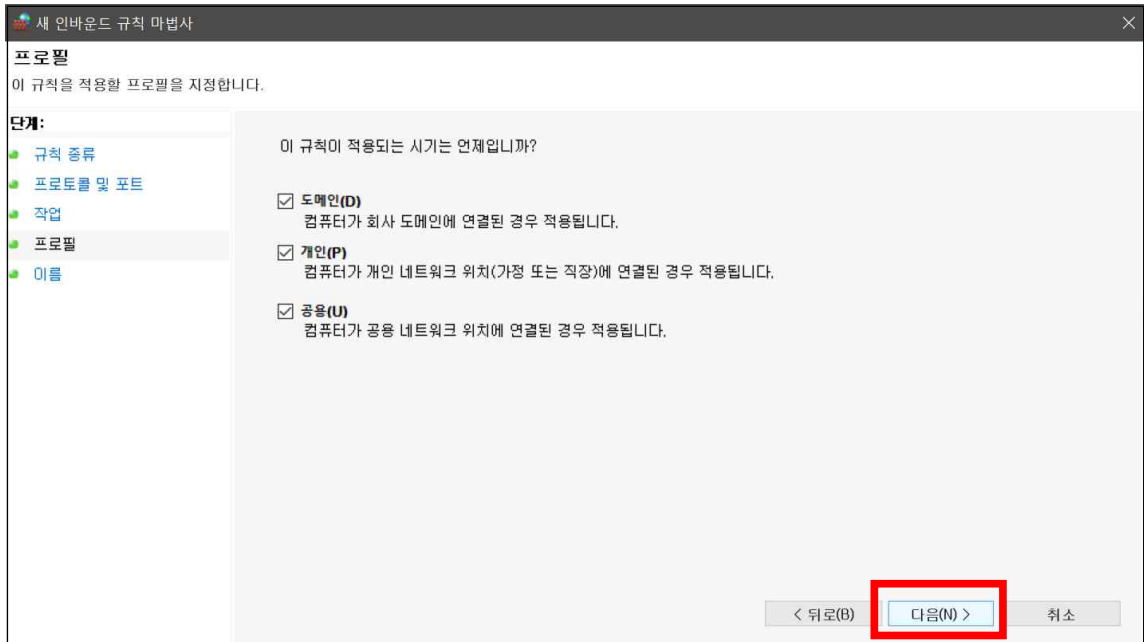 새 인바운드 규칙 마법사
프로필
이 규칙을 적용할 프로필을 지정합니다.
단계:
규칙 종류
프로토콜 및 포트
작업
프로필
이름
이 규칙이 적용되는 시기는 언제입니까?
도메인(D)
컴퓨터가 회사 도메인에 연결된 경우 적용됩니다.
개인(P)
컴퓨터가 개인 네트워크 위치(가정 또는 직장)에 연결된 경우 적용됩니다.
공용(U)
컴퓨터가 공용 네트워크 위치에 연결된 경우 적용됩니다.
< 뒤로(B) 다음(N) > 취소